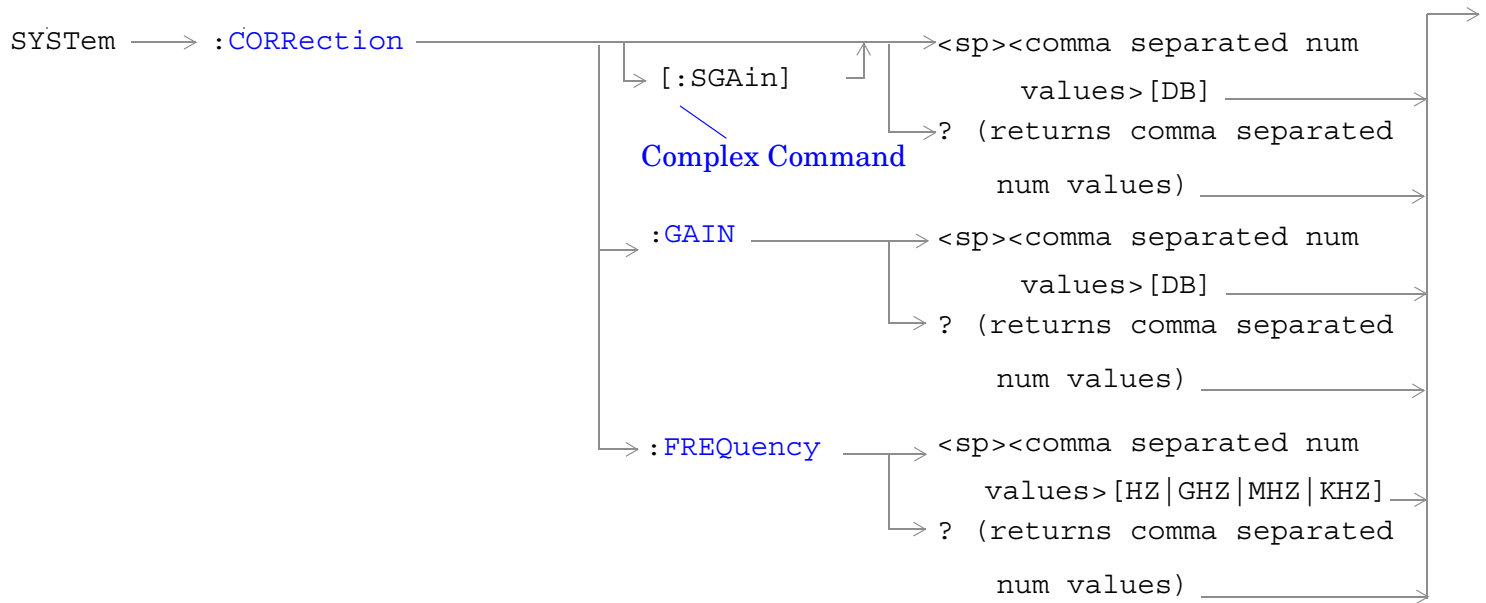 SYSTem :CORRection <sp><comma separated num
[:SGAin]
values>[DB]
? (returns comma separated
Complex Command
num values)
:GAIN <sp><comma separated num
values>[DB]
? (returns comma separated
num values)
:FREQuency <sp><comma separated num
values>[HZ|GHZ|MHZ|KHZ]
? (returns comma separated
num values)